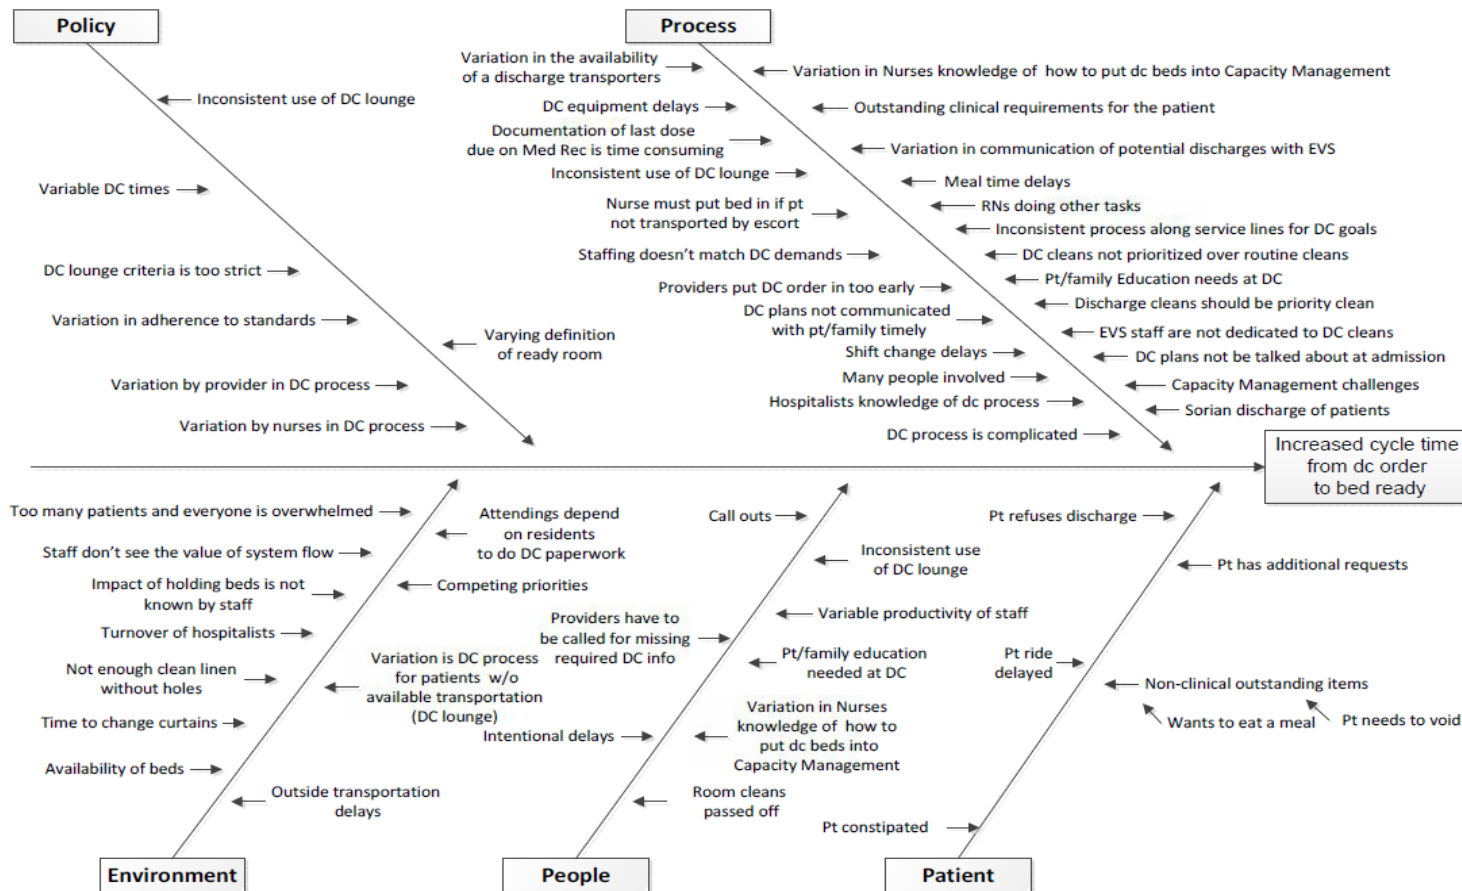 Policy
Inconsistent use of DC lounge
Variable DC times
DC lounge criteria is too strict
Variation in adherence to standards
Varying definition
of ready room
Variation by provider in DC process
Variation by nurses in DC process
Process
Variation in the availability
of a discharge transporters
DC equipment delays
Documentation of last dose
due on Med Rec is time consuming
Inconsistent use of DC lounge
Nurse must put bed in if pt
not transported by escort
Staffing doesn't match DC demands
Providers put DC order in too early
DC plans not communicated
with pt/family timely
Shift change delays
Many people involved
Hospitalists knowledge of dc process
DC process is complicated
Variation in Nurses knowledge of how to put dc beds into Capacity Management
Outstanding clinical requirements for the patient
Variation in communication of potential discharges with EVS
Meal time delays
RNs doing other tasks
Inconsistent process along service lines for DC goals
DC cleans not prioritized over routine cleans
Pt/family Education needs at DC
Discharge cleans should be priority clean
EVS staff are not dedicated to DC cleans
DC plans not be talked about at admission
Capacity Management challenges
Sorian discharge of patients
Increased cycle time
from dc order
to bed ready
Too many patients and everyone is overwhelmed
Staff don't see the value of system flow
Impact of holding beds is not
known by staff
Turnover of hospitalists
Not enough clean linen
without holes
Time to change curtains
Availability of beds
Attendings depend
on residents
to do DC paperwork
Competing priorities
Variation is DC process
for patients w/o
available transportation
(DC lounge)
Outside transportation
delays
Environment
Call outs
Providers have to
be called for missing
required DC info
Intentional delays
Inconsistent use
of DC lounge
Variable productivity of staff
Pt/family education
needed at DC
Variation in Nurses
knowledge of how to
put dc beds into
Capacity Management
Room cleans
passed off
People
Pt refuses discharge
Pt has additional requests
Pt ride
delayed
Non-clinical outstanding items
Wants to eat a meal
Pt needs to void
Pt constipated
Patient